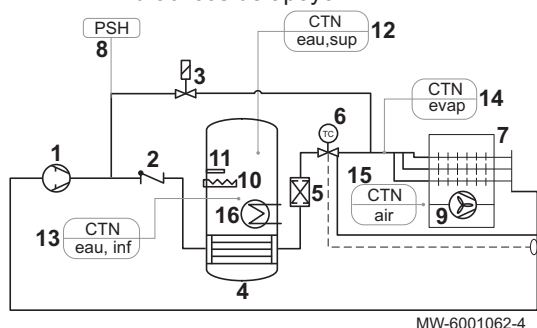 PSH
8
CTN
eau,sup
12
3
CTN
evap
14
6
TC
7
1
2
11
10
5
15
CTN
air
9
13
CTN
eau, inf
16
4
MW-6001062-4